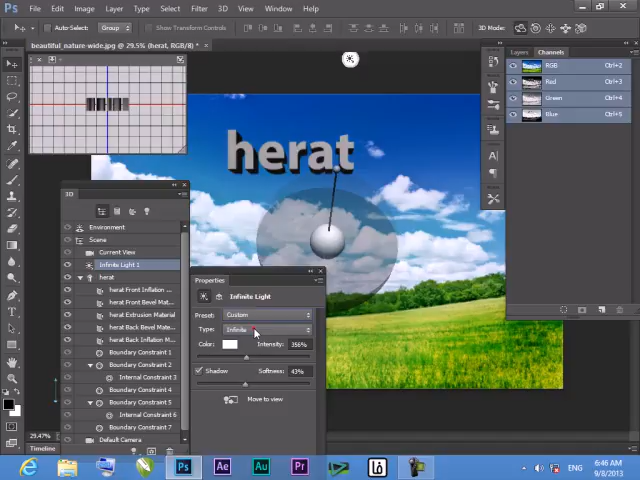 Ps File Edit Image Layer Type Select Filter 3D View Window Help
Auto-Select: Group Show Transform Controls 3D Mode:
beautiful_nature-wide.jpg @ 29.5% (herat, RGB/8) *
Layers Channels
RGB Ctrl+2
Red Ctrl+3
Green Ctrl+4
Blue Ctrl+5
herat
3D
Environment
Scene
Current View
Infinite Light 1
herat
herat Front Inflation ...
herat Front Bevel Mat...
herat Extrusion Material
herat Back Bevel Mate...
herat Back Inflation M...
Boundary Constraint 1
Boundary Constraint 2
Internal Constraint 3
Boundary Constraint 4
Boundary Constraint 5
Internal Constraint 6
Boundary Constraint 7
Default Camera
Properties
Infinite Light
Preset: Custom
Type: Infinite
Color: Intensity: 356%
Shadow Softness: 43%
Move to view
29.47%
Timeline
Ps Ae Au Pr فا ENG 6:46 AM
9/8/2013